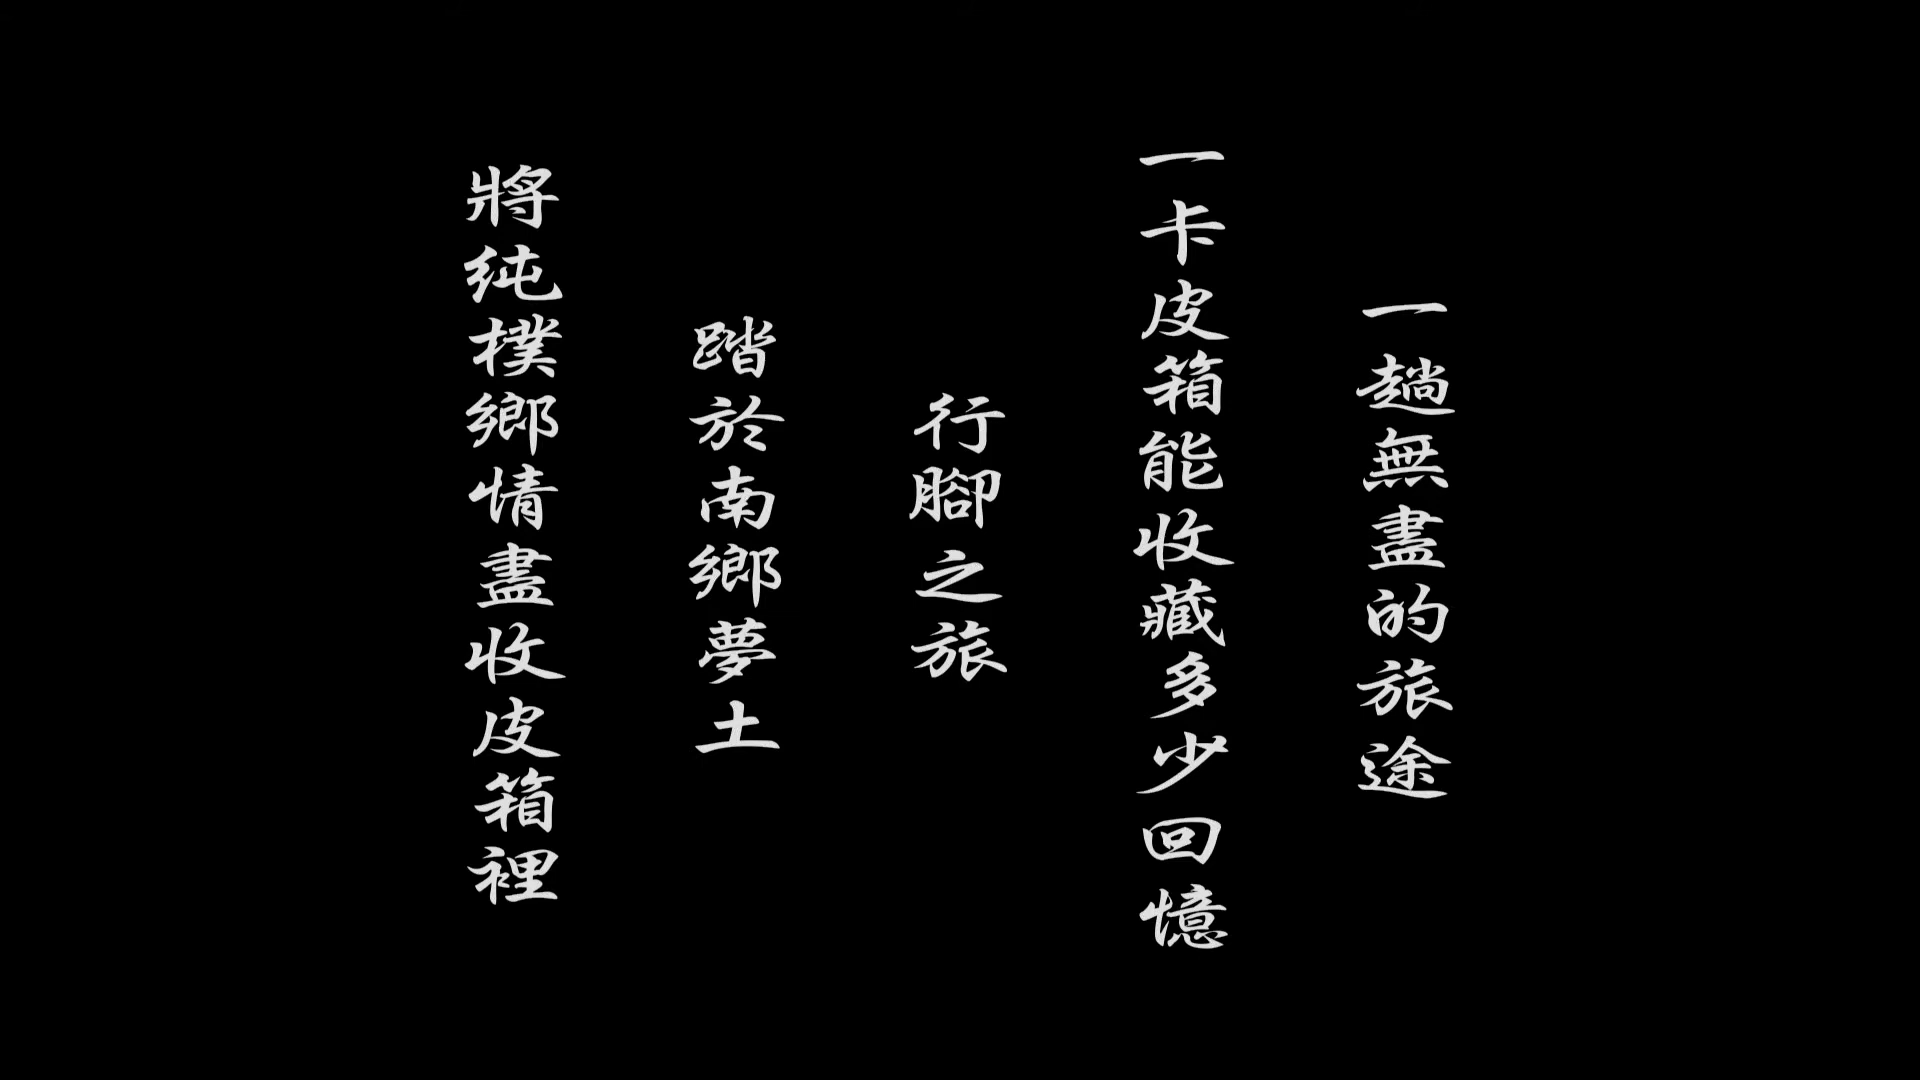 一趟無盡的旅途
一卡皮箱能收藏多少回憶
行腳之旅
踏於南鄉夢土
將純樸鄉情盡收皮箱裡